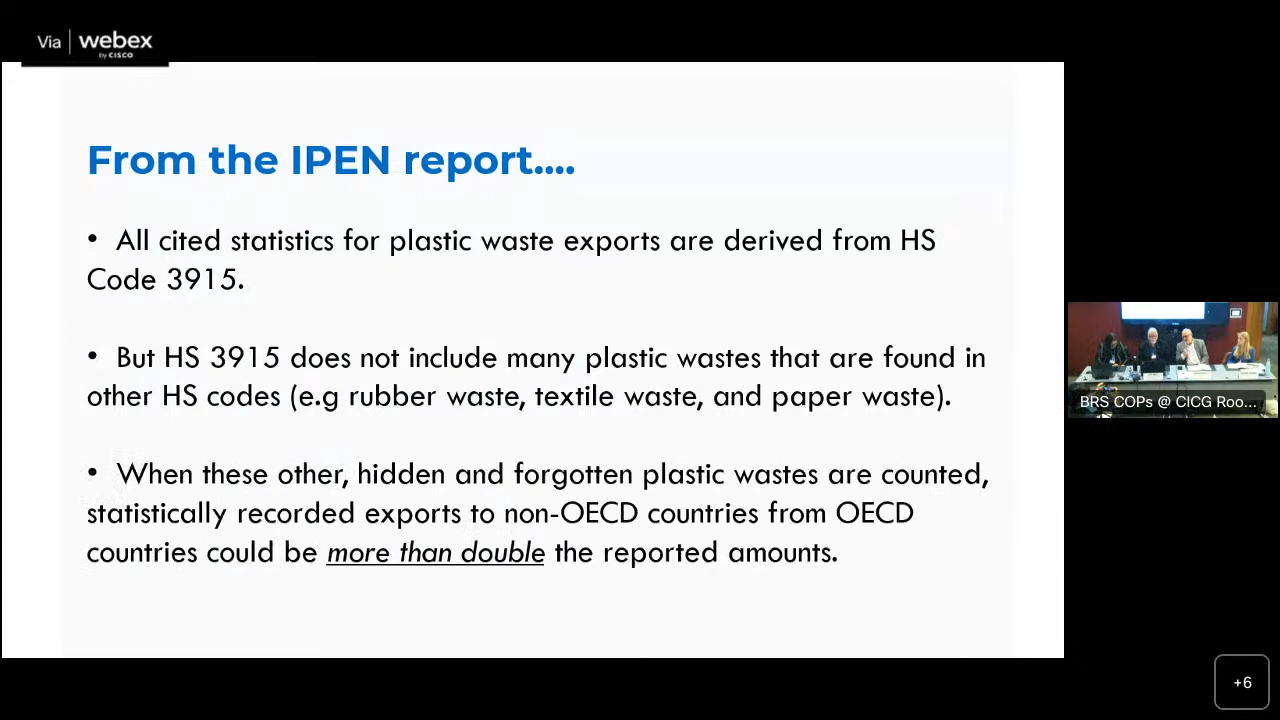 Via | webex
by CISCO
From the IPEN report....
• All cited statistics for plastic waste exports are derived from HS
Code 3915.
• But HS 3915 does not include many plastic wastes that are found in
other HS codes (e.g rubber waste, textile waste, and paper waste).
• When these other, hidden and forgotten plastic wastes are counted,
statistically recorded exports to non-OECD countries from OECD
countries could be more than double the reported amounts.
BRS COPs @ CICG Roo...
+6